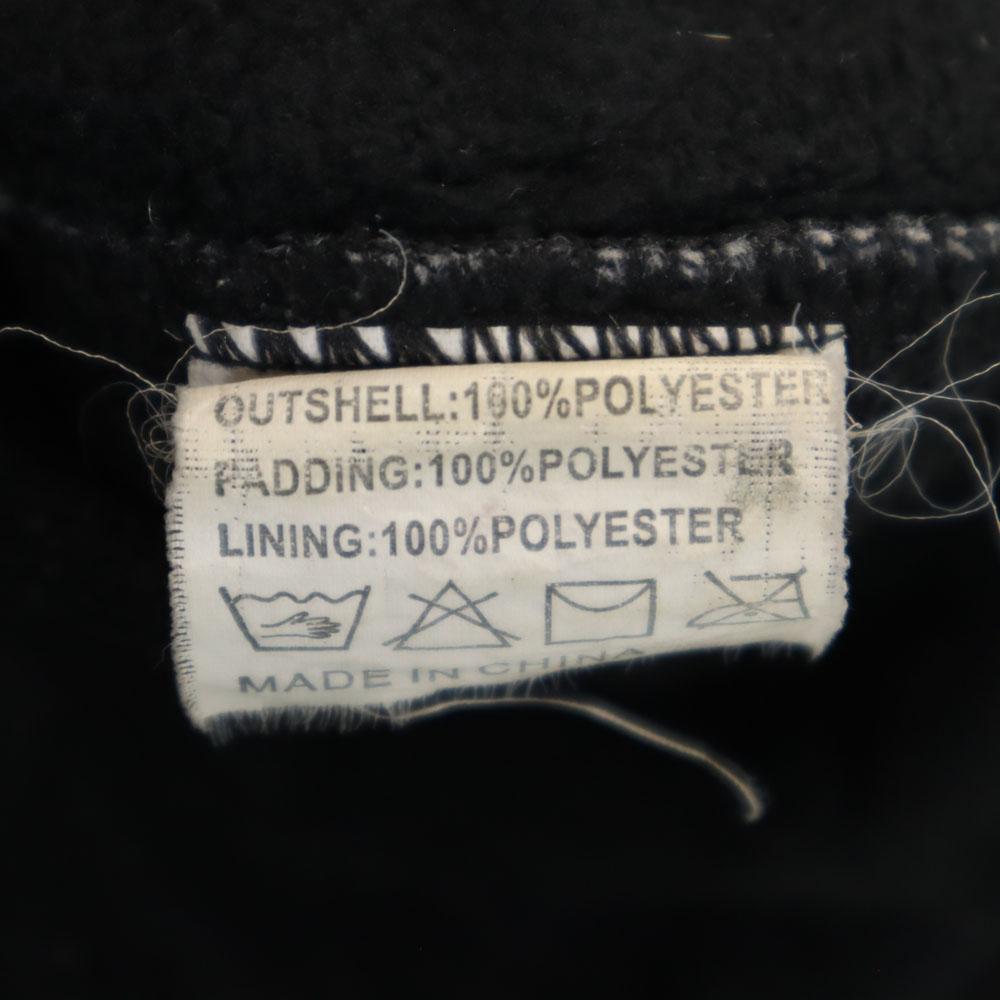 OUTSHELL:100%POLYESTER
PADDING:100%POLYESTER
LINING:100%POLYESTER
MADE IN CHINA